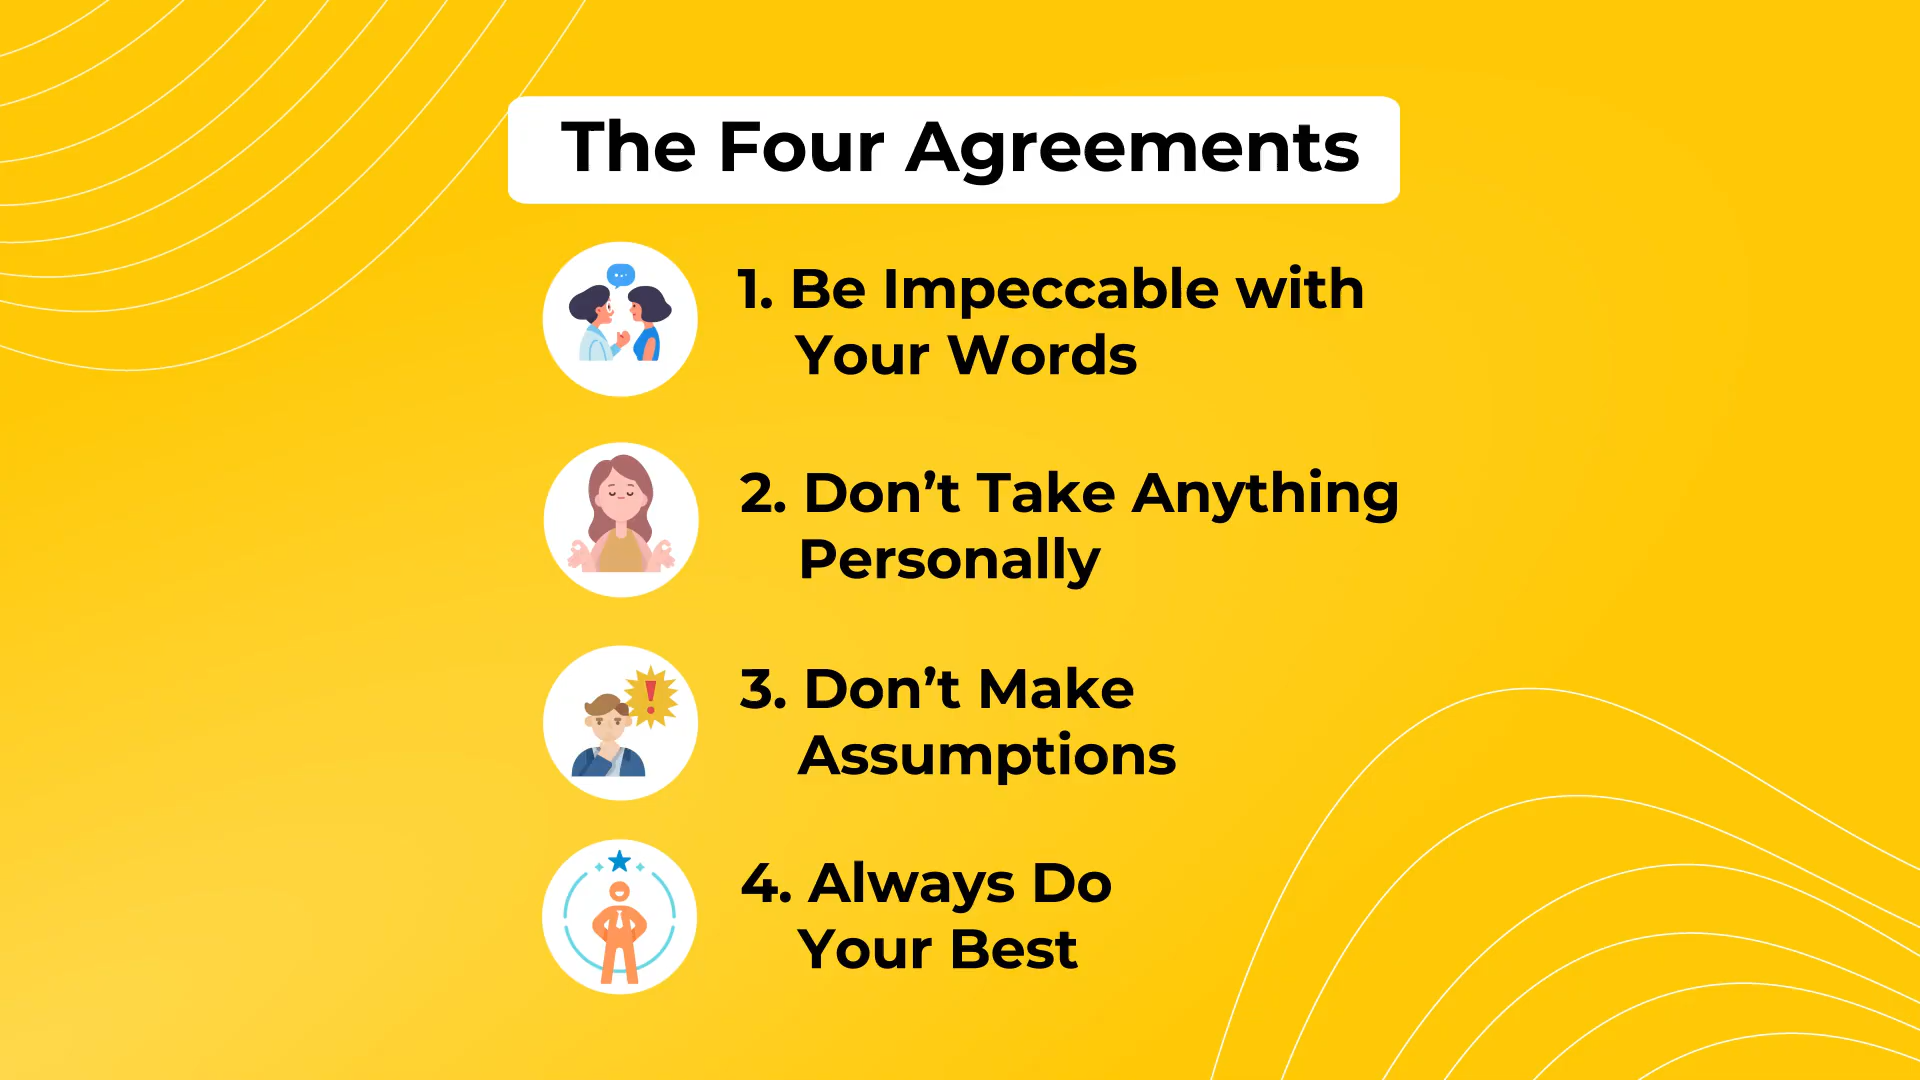 The Four Agreements
1. Be Impeccable with
Your Words
2. Don’t Take Anything
Personally
3. Don’t Make
Assumptions
4. Always Do
Your Best